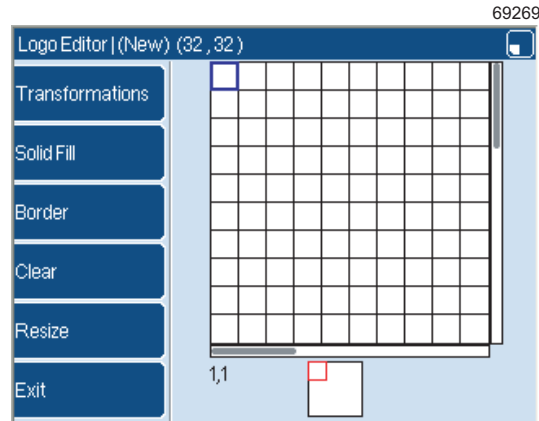 69269
Logo Editor | (New) (32 , 32 )
Transformations
Solid Fill
Border
Clear
Resize
Exit
1,1